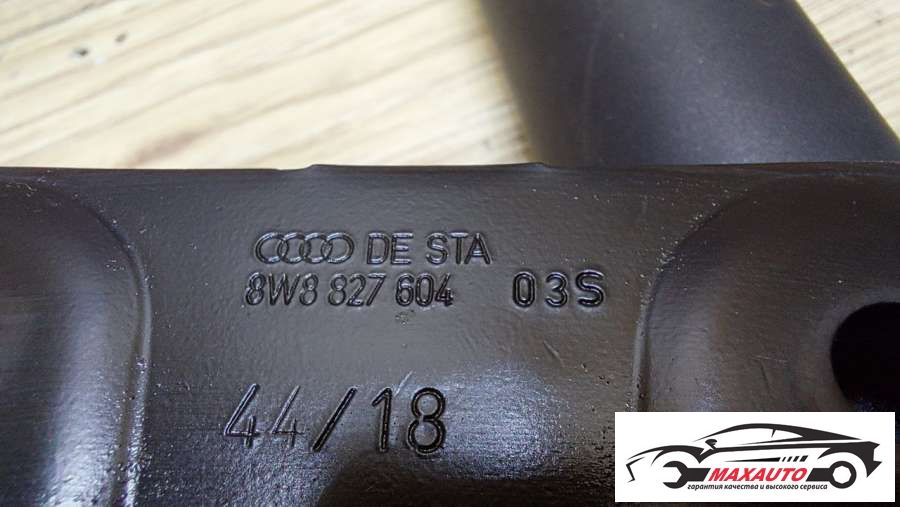 DE STA
8W8 827 604 03S
44/18
MAXAUTO
гарантия качества и высокого сервиса